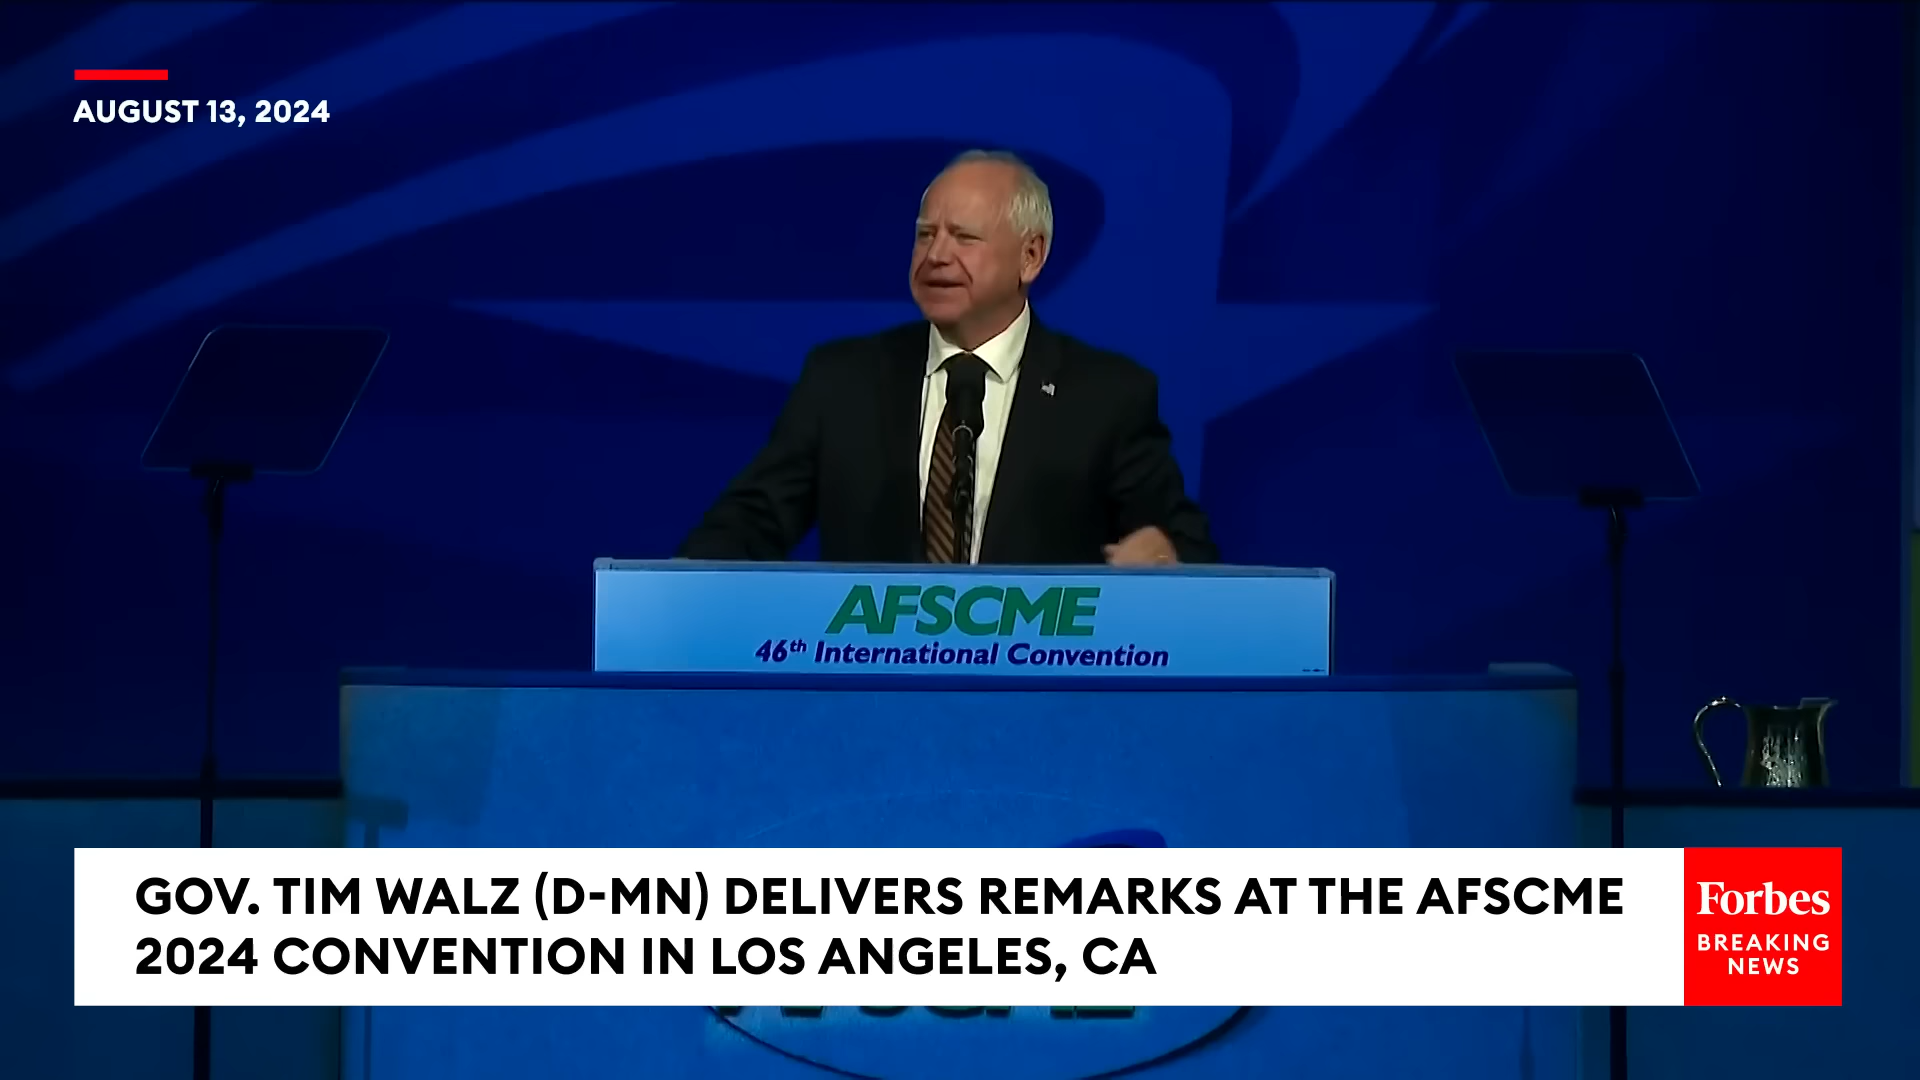 AUGUST 13, 2024
AFSCME
46th International Convention
GOV. TIM WALZ (D-MN) DELIVERS REMARKS AT THE AFSCME
2024 CONVENTION IN LOS ANGELES, CA
Forbes
BREAKING
NEWS